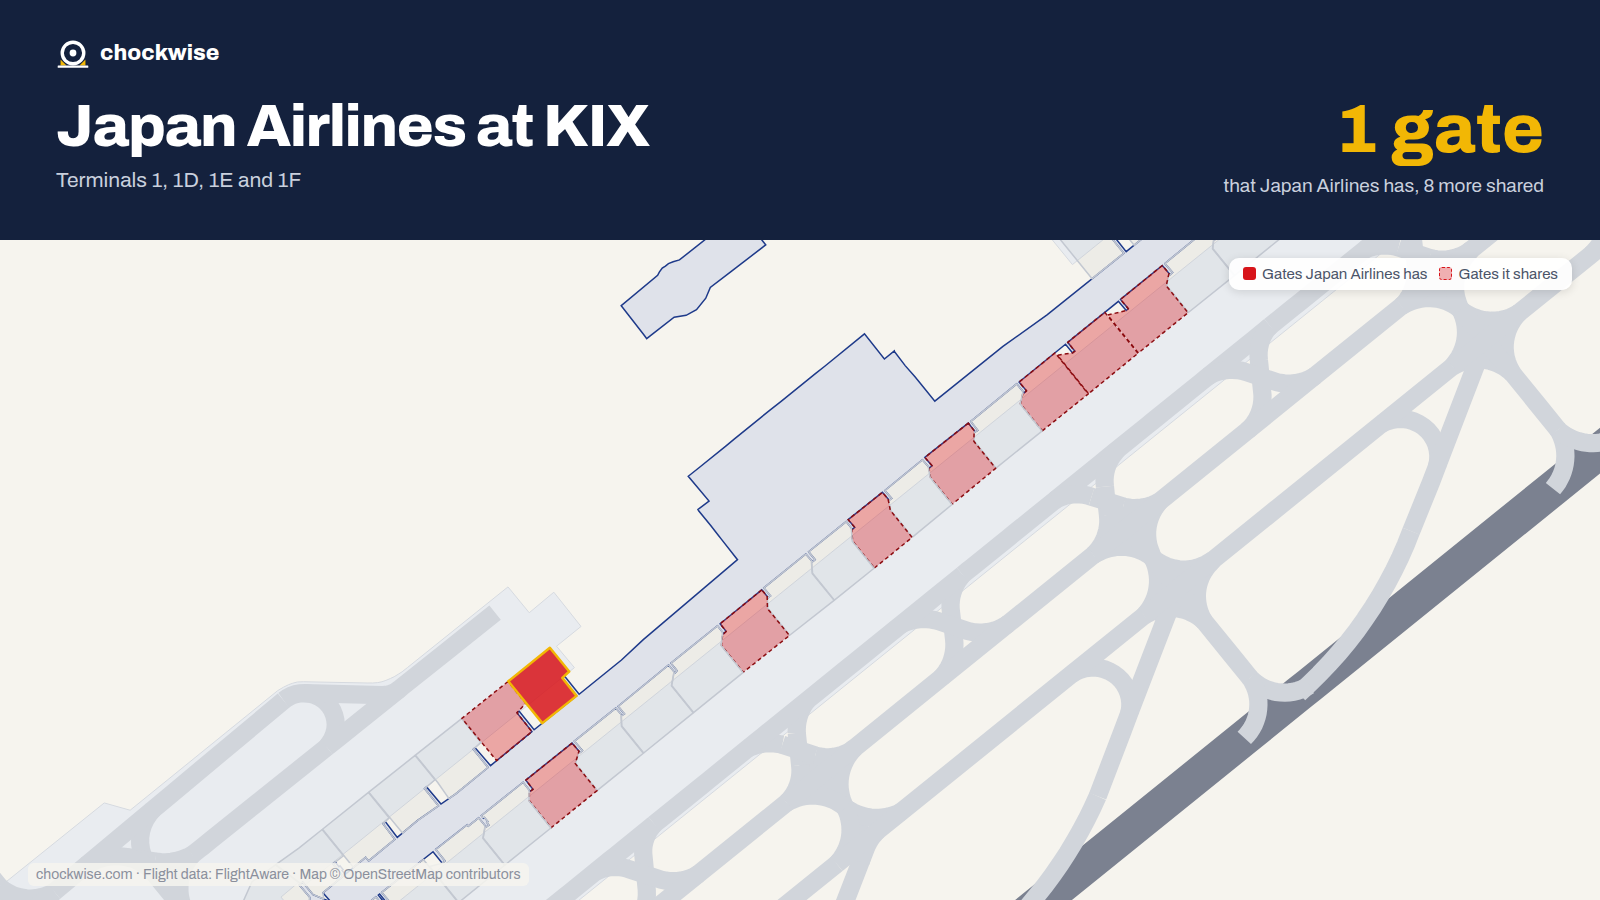 chockwise
Japan Airlines at KIX
Terminals 1, 1D, 1E and 1F
1 gate
that Japan Airlines has, 8 more shared
Gates Japan Airlines has
Gates it shares
chockwise.com · Flight data: FlightAware · Map © OpenStreetMap contributors